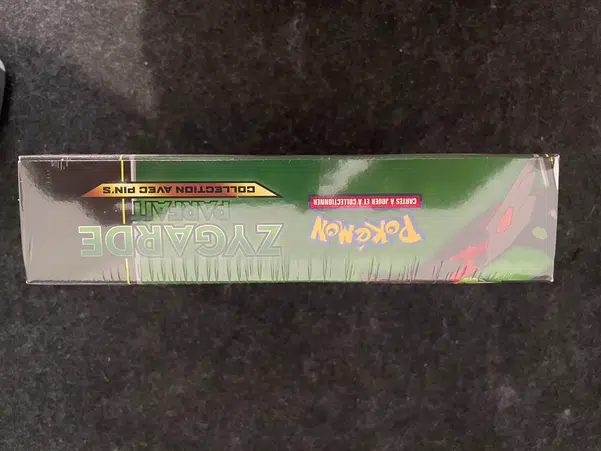 POKÉMON
CARTES À JOUER ET À COLLECTIONNER
ZYGARDE
PARFAIT
COLLECTION AVEC PIN'S